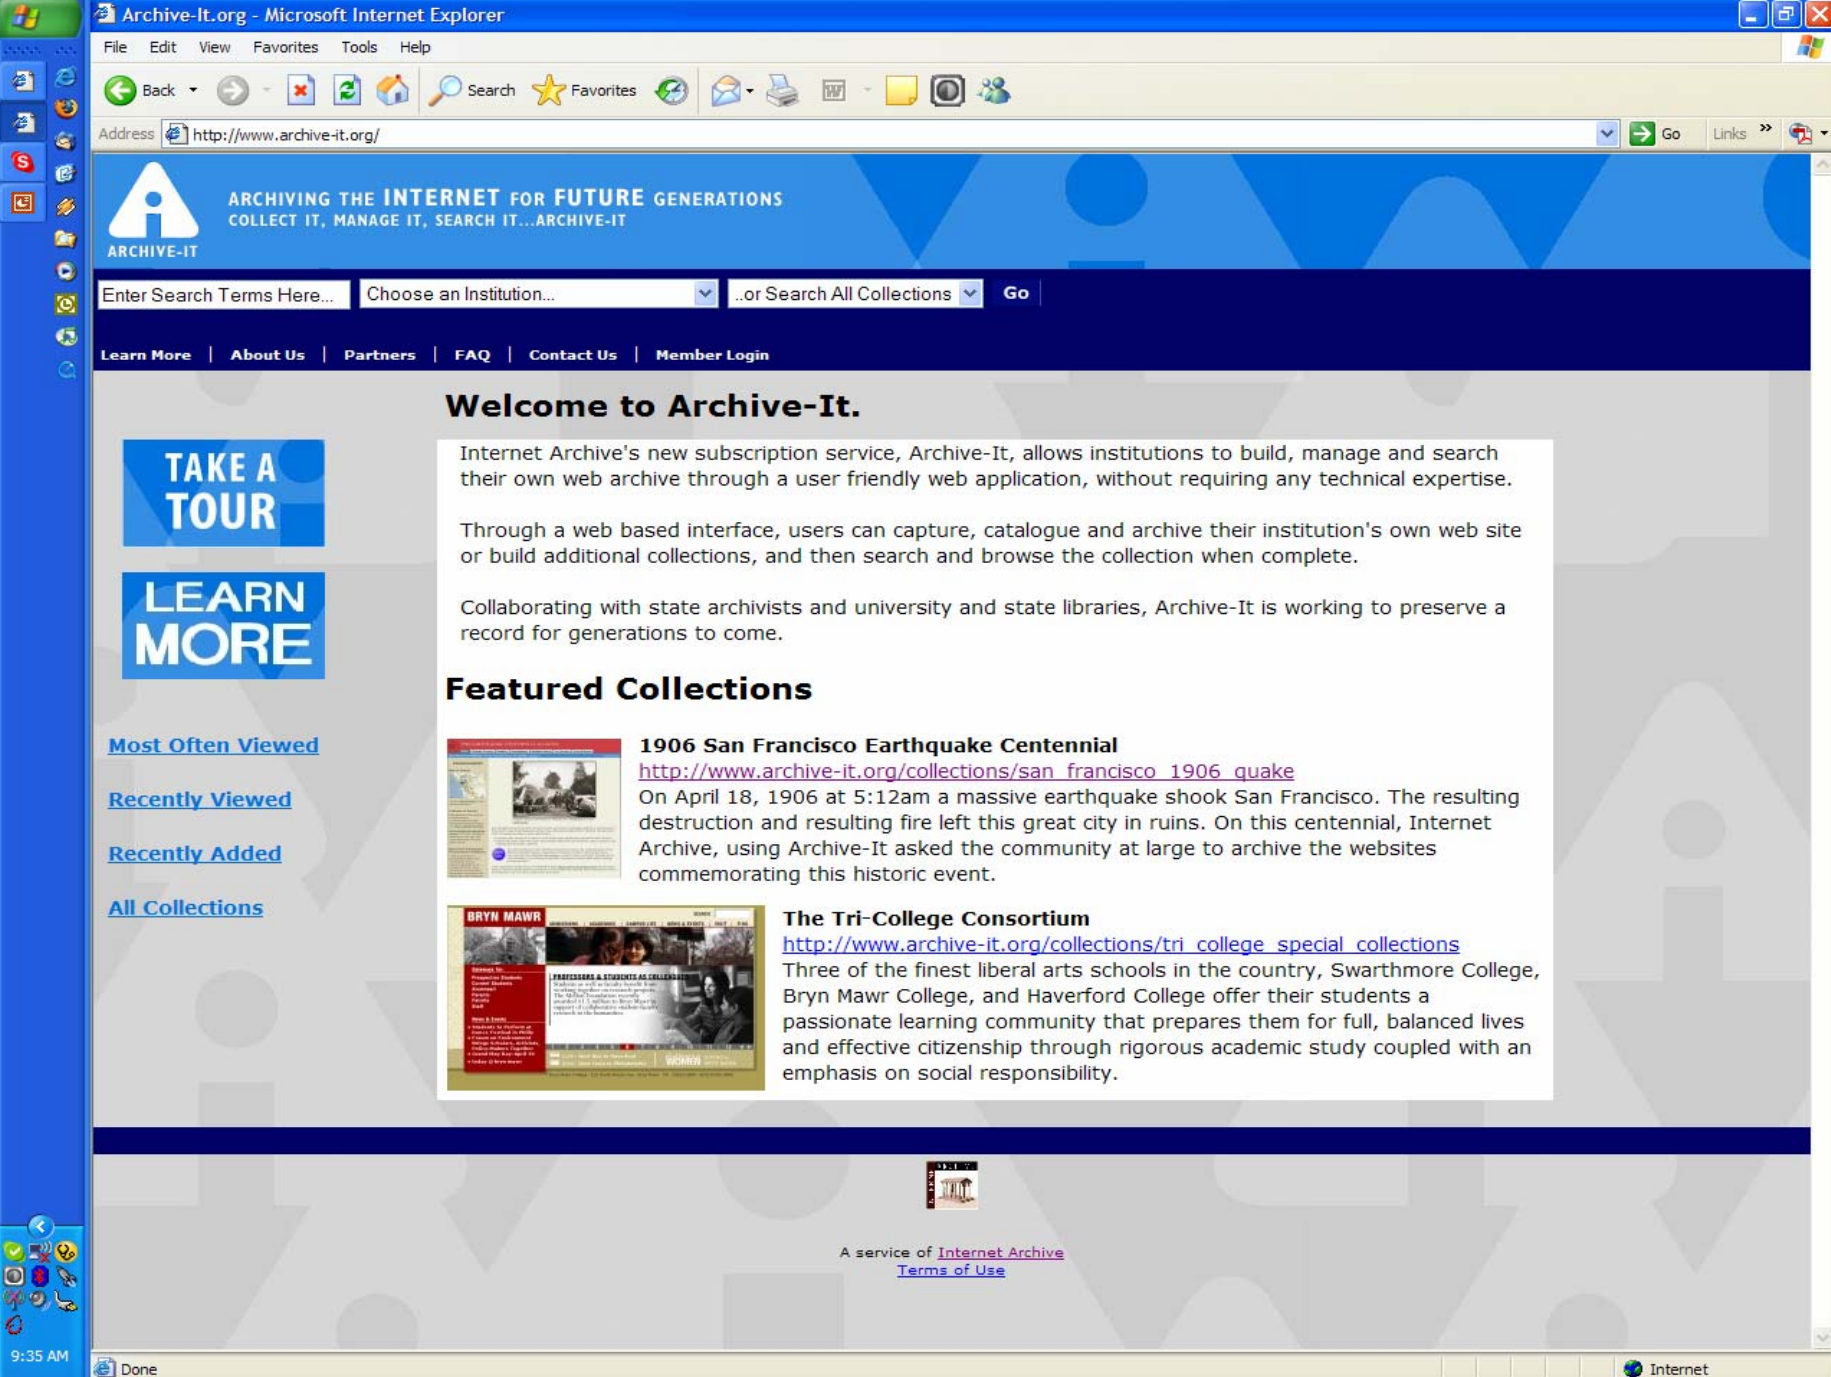 Archive-It.org - Microsoft Internet Explorer
File Edit View Favorites Tools Help
Back Search Favorites
Address http://www.archive-it.org/ Go Links
ARCHIVING THE INTERNET FOR FUTURE GENERATIONS
COLLECT IT, MANAGE IT, SEARCH IT...ARCHIVE-IT
ARCHIVE-IT
Enter Search Terms Here... Choose an Institution... ..or Search All Collections Go
Learn More | About Us | Partners | FAQ | Contact Us | Member Login
Welcome to Archive-It.
TAKE A
TOUR
LEARN
MORE
Most Often Viewed
Recently Viewed
Recently Added
All Collections
Internet Archive's new subscription service, Archive-It, allows institutions to build, manage and search
their own web archive through a user friendly web application, without requiring any technical expertise.
Through a web based interface, users can capture, catalogue and archive their institution's own web site
or build additional collections, and then search and browse the collection when complete.
Collaborating with state archivists and university and state libraries, Archive-It is working to preserve a
record for generations to come.
Featured Collections
1906 San Francisco Earthquake Centennial
http://www.archive-it.org/collections/san_francisco_1906_quake
On April 18, 1906 at 5:12am a massive earthquake shook San Francisco. The resulting
destruction and resulting fire left this great city in ruins. On this centennial, Internet
Archive, using Archive-It asked the community at large to archive the websites
commemorating this historic event.
BRYN MAWR
PROFESSORS & STUDENTS AS COLLEAGUES
The Tri-College Consortium
http://www.archive-it.org/collections/tri_college_special_collections
Three of the finest liberal arts schools in the country, Swarthmore College,
Bryn Mawr College, and Haverford College offer their students a
passionate learning community that prepares them for full, balanced lives
and effective citizenship through rigorous academic study coupled with an
emphasis on social responsibility.
A service of Internet Archive
Terms of Use
9:35 AM
Done Internet